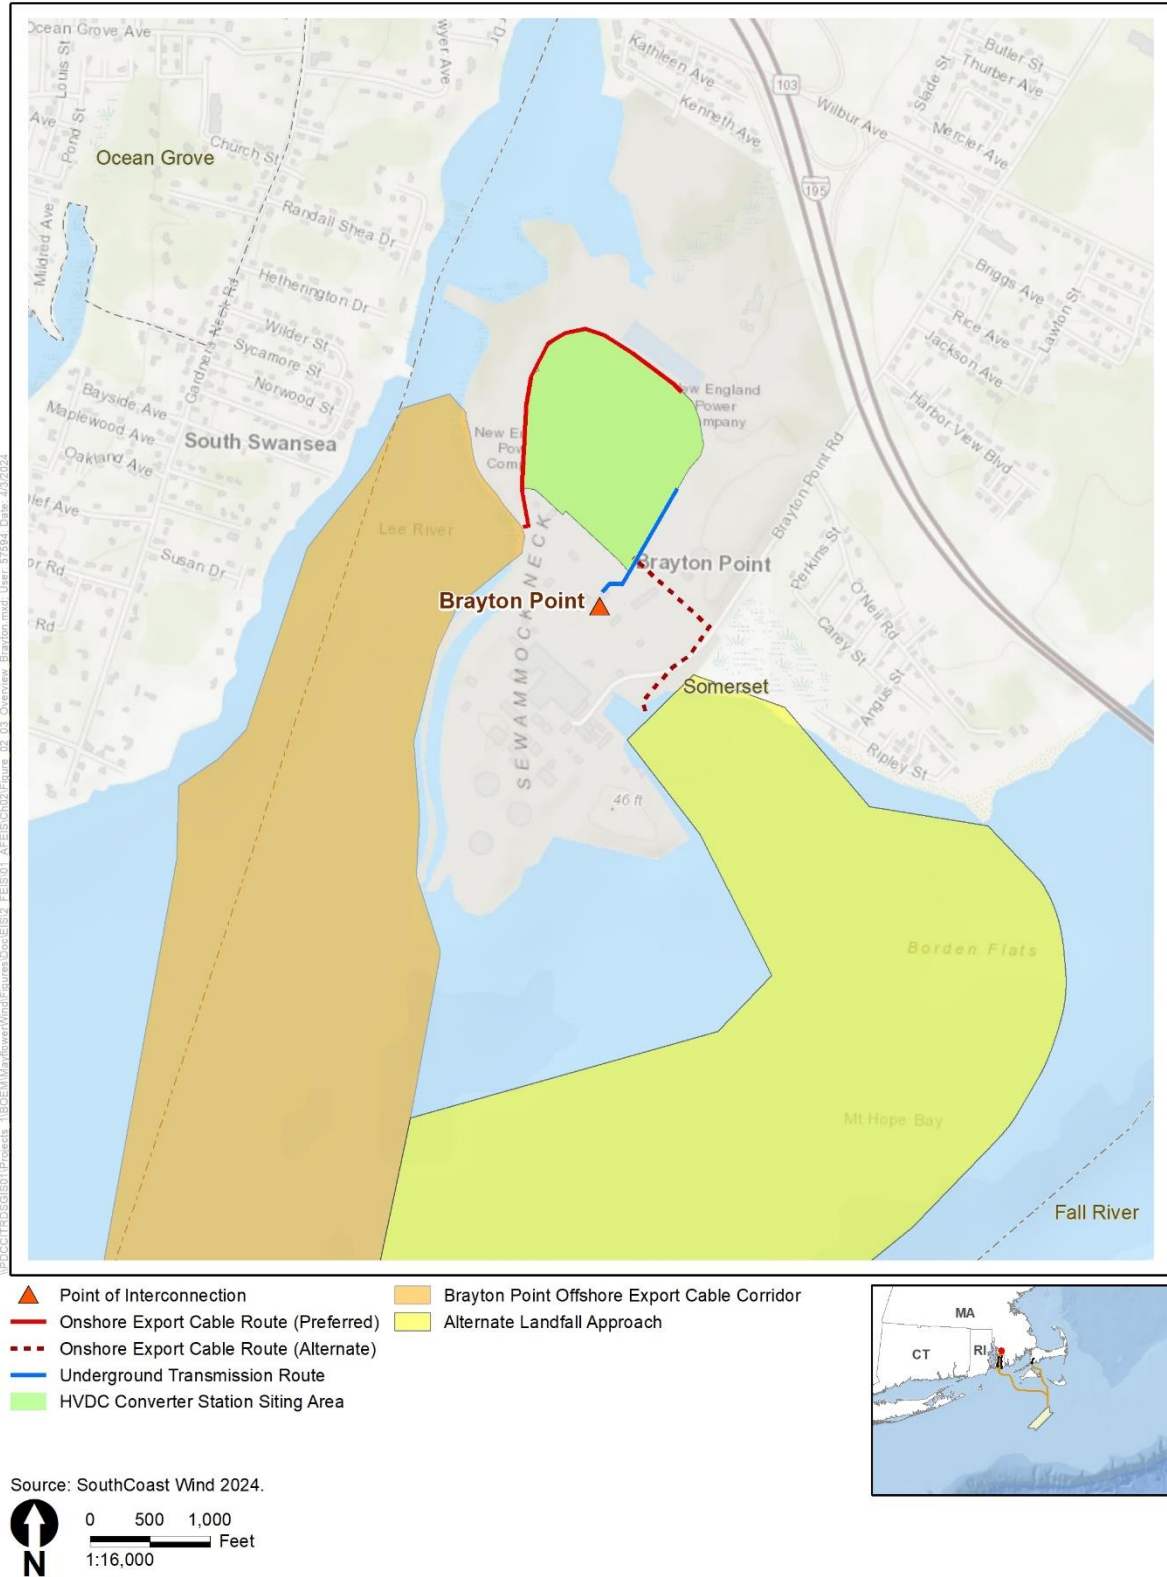 Ocean Grove Ave
Louis St
Pond St
Ave
Church St
Ocean Grove
Randall Shea Dr
Mildred Ave
Hetherington Dr
Gardners Neck Rd
Wilder St
Sycamore St
Norwood St
Bayside Ave
Maplewood Ave
Oakland Ave
South Swansea
Susan Dr
Rd
Lee River
Kathleen Ave
Kenneth Ave
103
Wilbur Ave
Butler St
Thurber Ave
Slade St
Mercier Ave
195
Briggs Ave
Rice Ave
Jackson Ave
Lawton St
Harbor View Blvd
New England
Power
Company
Brayton Point Rd
Brayton Point
Brayton Point
SEWAMMOCK NECK
Perkins St
O'Neil Rd
Carey St
Angus St
Ripley St
Somerset
46 ft
Borden Flats
Mt Hope Bay
Fall River
Point of Interconnection
Onshore Export Cable Route (Preferred)
Onshore Export Cable Route (Alternate)
Underground Transmission Route
HVDC Converter Station Siting Area
Brayton Point Offshore Export Cable Corridor
Alternate Landfall Approach
MA
CT
RI
Source: SouthCoast Wind 2024.
N
0 500 1,000
Feet
1:16,000